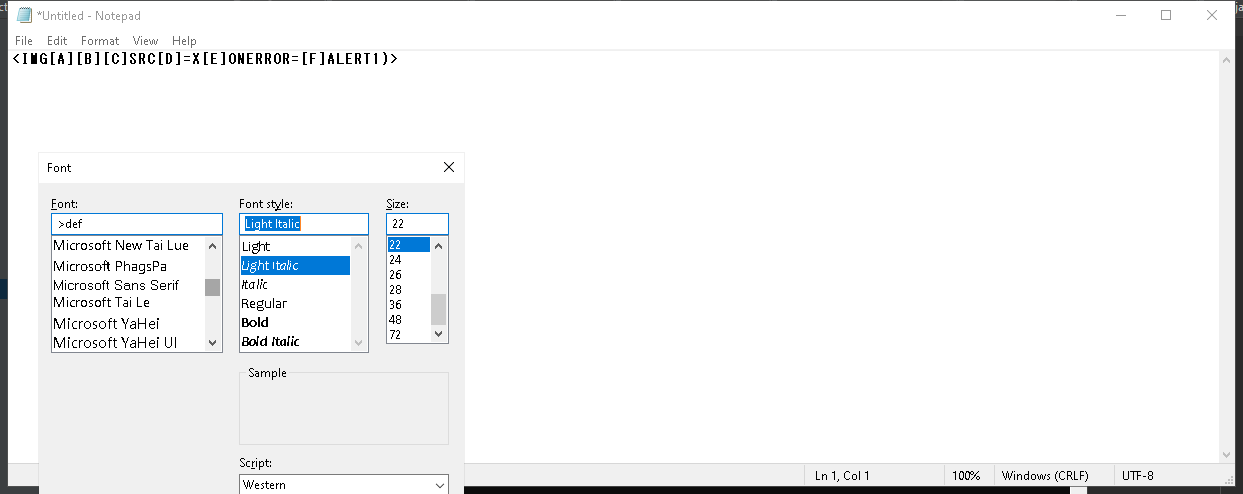 *Untitled - Notepad
File Edit Format View Help
<IMG[A][B][C]SRC[D]=X[E]ONERROR=[F]ALERT1)>
Font
Font: Font style: Size:
>def Light Italic 22
Microsoft New Tai Lue Light 22
Microsoft PhagsPa Light Italic 24
Microsoft Sans Serif Italic 26
Microsoft Tai Le Regular 28
Microsoft YaHei Bold 36
Microsoft YaHei UI Bold Italic 48
72
Sample
Script:
Western
Ln 1, Col 1 100% Windows (CRLF) UTF-8